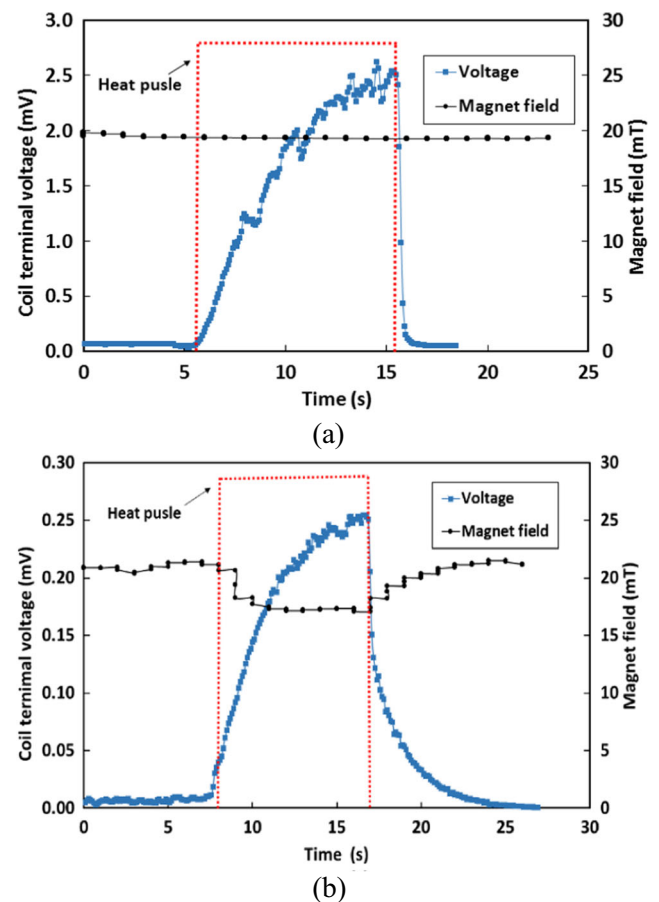 3.0
2.5
2.0
1.5
1.0
0.5
0.0
Coil terminal voltage (mV)
30
25
20
15
10
5
0
Magnet field (mT)
Heat pusle
Voltage
Magnet field
0 5 10 15 20 25
Time (s)
(a)
0.30
0.25
0.20
0.15
0.10
0.05
0.00
Coil ternimal voltage (mV)
30
25
20
15
10
5
0
Magnet field (mT)
Heat pusle
Voltage
Magnet field
0 5 10 15 20 25 30
Time (s)
(b)